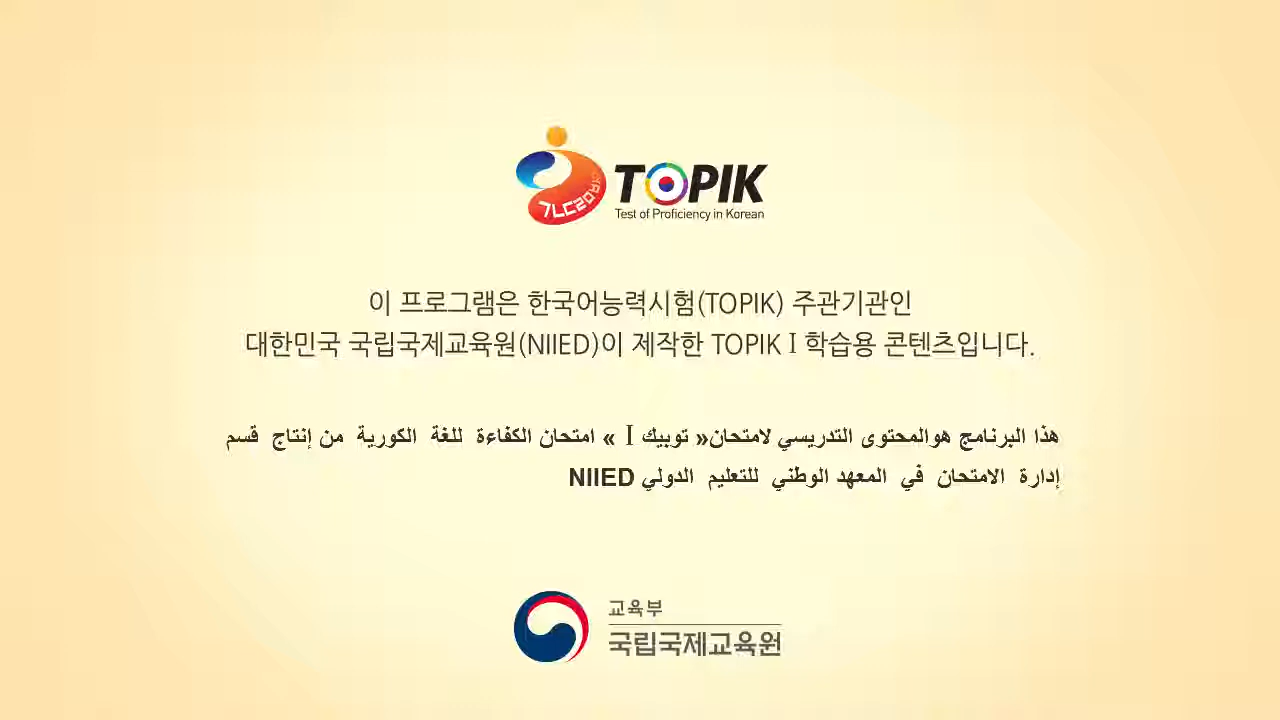 TOPIK
Test of Proficiency in Korean
이 프로그램은 한국어능력시험(TOPIK) 주관기관인
대한민국 국립국제교육원(NIIED)이 제작한 TOPIK I 학습용 콘텐츠입니다.
هذا البرنامج هوالمحتوى التدريسي لامتحان« توبيك I » امتحان الكفاءة للغة الكورية من إنتاج قسم
إدارة الامتحان في المعهد الوطني للتعليم الدولي NIIED
교육부
국립국제교육원